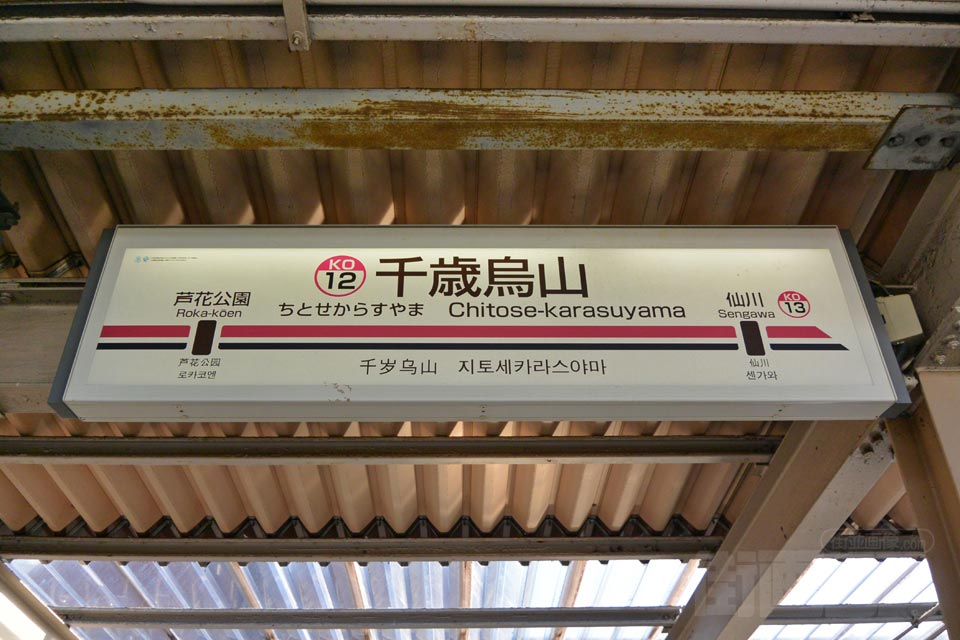 KO
12
千歳烏山
ちとせからすやま Chitose-karasuyama
芦花公園
Roka-kōen
仙川
Sengawa
KO
13
芦花公园
로카코엔
千岁乌山 지토세카라스야마
仙川
센가와